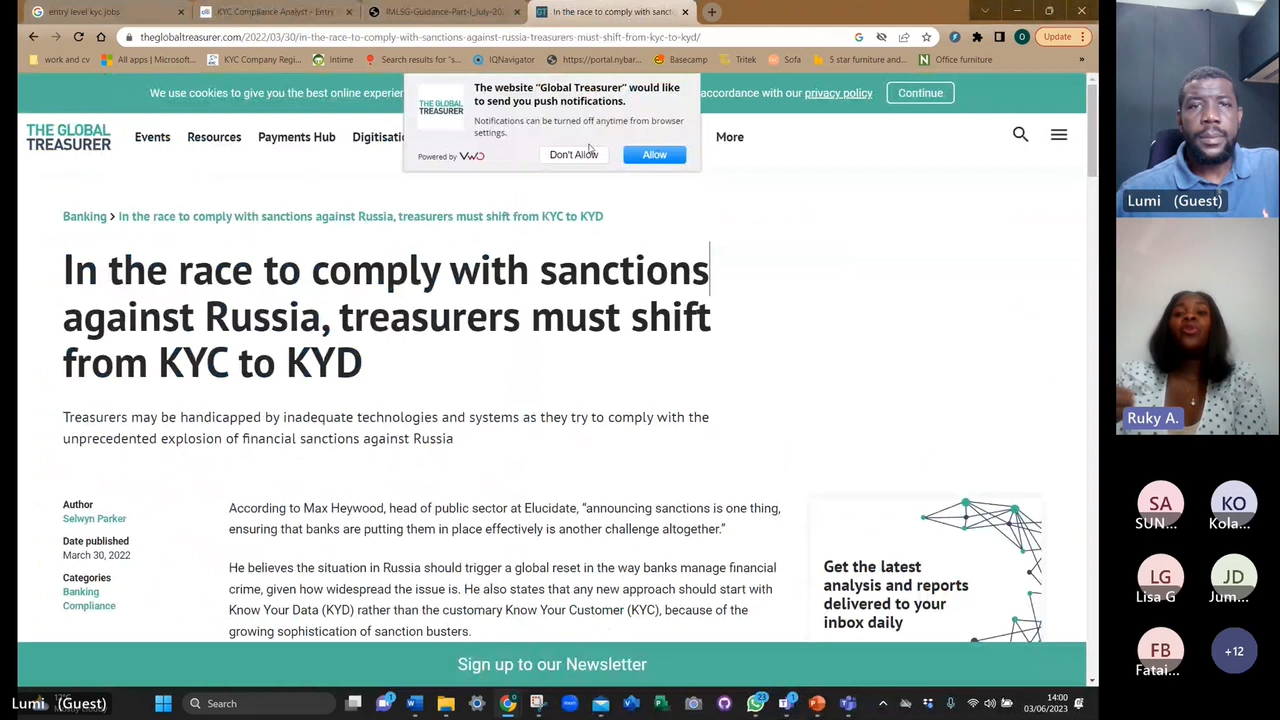 entry level kyc jobs
KYC Compliance Analyst - Entry
JMLSG-Guidance-Part-I_July-202
In the race to comply with sancti
theglobaltreasurer.com/2022/03/30/in-the-race-to-comply-with-sanctions-against-russia-treasurers-must-shift-from-kyc-to-kyd/
Update
work and cv
All apps | Microsoft...
KYC Company Regi...
Intime
Search results for "s...
IQNavigator
https://portal.nybar...
Basecamp
Tritek
Sofa
5 star furniture and...
Office furniture
We use cookies to give you the best online experien
accordance with our privacy policy
Continue
The website "Global Treasurer" would like
to send you push notifications.
Notifications can be turned off anytime from browser
settings.
Powered by VWO
Don't Allow
Allow
THE GLOBAL
TREASURER
THE GLOBAL
TREASURER
Events
Resources
Payments Hub
Digitisatio
More
Banking > In the race to comply with sanctions against Russia, treasurers must shift from KYC to KYD
In the race to comply with sanctions
against Russia, treasurers must shift
from KYC to KYD
Treasurers may be handicapped by inadequate technologies and systems as they try to comply with the
unprecedented explosion of financial sanctions against Russia
Author
Selwyn Parker
Date published
March 30, 2022
Categories
Banking
Compliance
According to Max Heywood, head of public sector at Elucidate, “announcing sanctions is one thing,
ensuring that banks are putting them in place effectively is another challenge altogether.”
He believes the situation in Russia should trigger a global reset in the way banks manage financial
crime, given how widespread the issue is. He also states that any new approach should start with
Know Your Data (KYD) rather than the customary Know Your Customer (KYC), because of the
growing sophistication of sanction busters.
Get the latest
analysis and reports
delivered to your
inbox daily
Sign up to our Newsletter
Lumi (Guest)
Search
14:00
03/06/2023
Lumi (Guest)
Ruky A.
SA
SUN...
KO
Kola...
LG
Lisa G
JD
Jum...
FB
Fatai...
+12